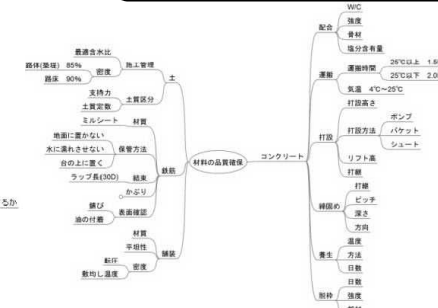 最適含水比
路体(築堤) 85%
路床 90%
密度
施工管理
支持力
土質定数
土質区分
土
ミルシート
材質
地面に置かない
水に濡れさせない
台の上に置く
保管方法
ラップ長(30D)
結束
かぶり
錆び
油の付着
表面確認
鉄筋
材質
平坦性
転圧
敷均し温度
密度
舗装
るか
材料の品質確保
コンクリート
配合
W/C
強度
骨材
塩分含有量
運搬
運搬時間
25℃以上
25℃以下
気温 4℃〜25℃
打設
打設高さ
打設方法
ポンプ
バケット
シュート
リフト高
打継
締固め
打継
ピッチ
深さ
方向
養生
温度
方法
日数
脱枠
日数
強度